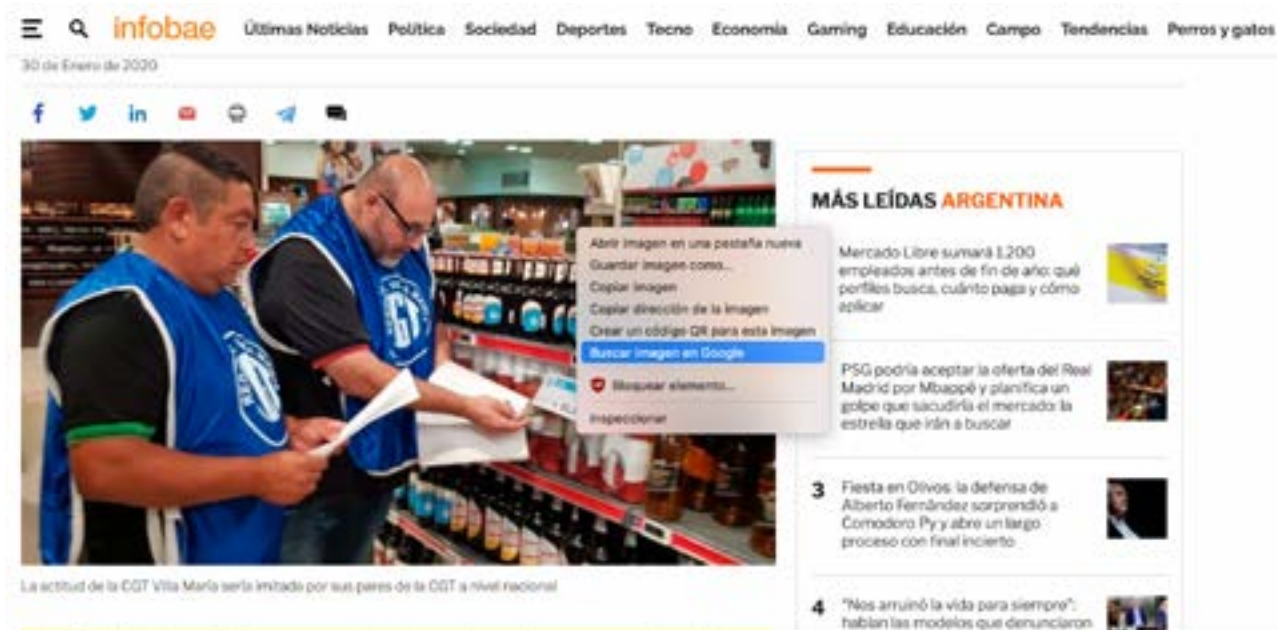 infobae Últimas Noticias Política Sociedad Deportes Tecno Economía Gaming Educación Campo Tendencias Perros y gatos
30 de Enero de 2020
La actitud de la CGT Villa María sería imitado por sus pares de la CGT a nivel nacional
Abrir imagen en una pestaña nueva
Guardar imagen como...
Copiar imagen
Copiar dirección de la imagen
Crear un código QR para esta imagen
Buscar imagen en Google
Bloquear elemento...
Inspeccionar
MÁS LEÍDAS ARGENTINA
Mercado Libre sumará 1.200
empleados antes de fin de año: qué
perfiles busca, cuánto paga y cómo
aplicar
PSG podría aceptar la oferta del Real
Madrid por Mbappé y planifica un
golpe que sacudiría el mercado: la
estrella que irán a buscar
3 Fiesta en Olivos: la defensa de
Alberto Fernández sorprendió a
Comodoro Py y abre un largo
proceso con final incierto
4 "Nos arruinó la vida para siempre":
hablan las modelos que denunciaron